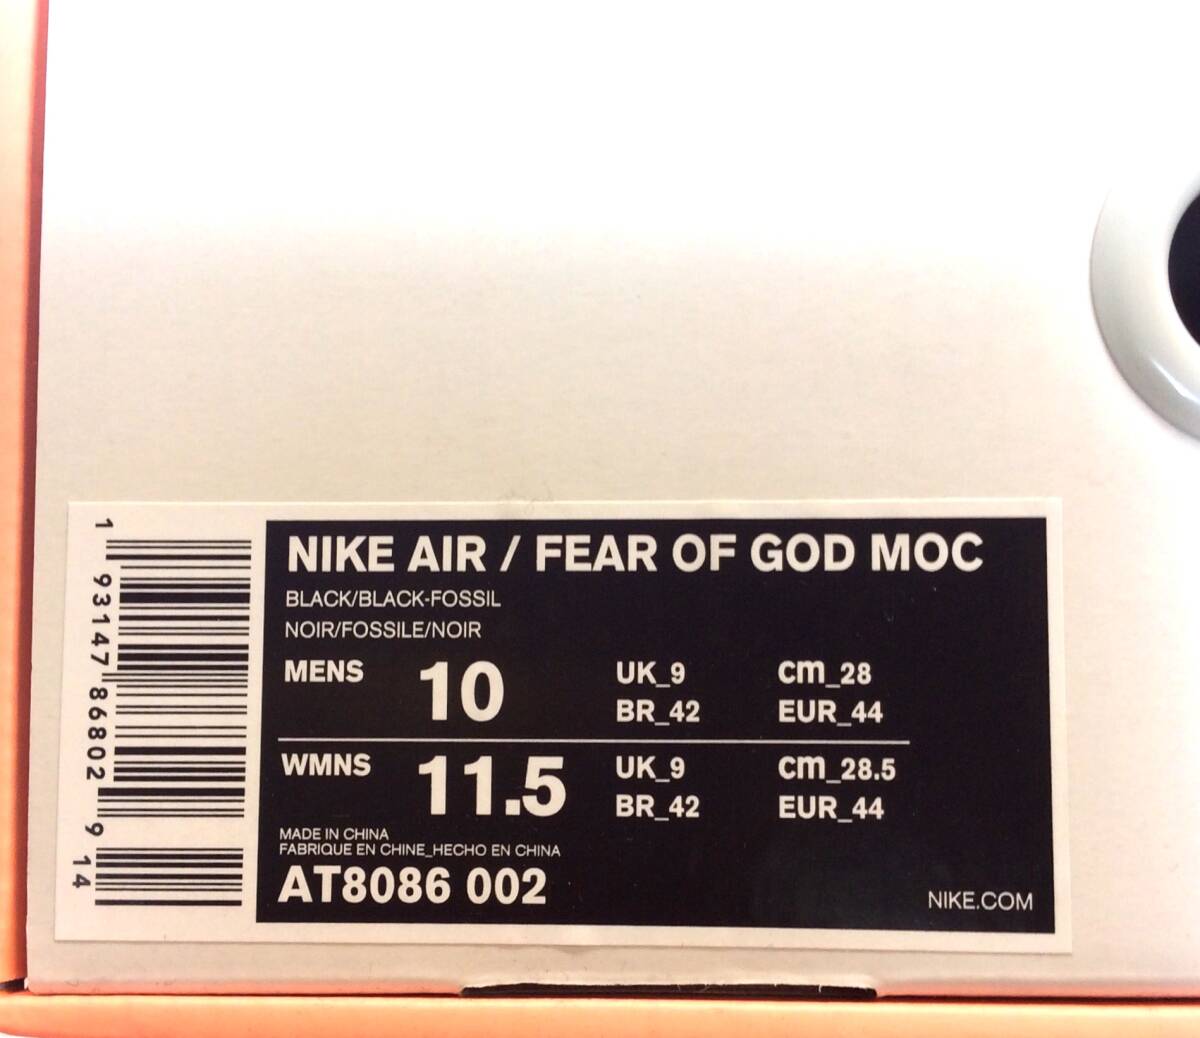 NIKE AIR / FEAR OF GOD MOC
BLACK/BLACK-FOSSIL
NOIR/FOSSILE/NOIR
MENS 10 UK_9 cm_28
BR_42 EUR_44
WMNS 11.5 UK_9 cm_28.5
BR_42 EUR_44
MADE IN CHINA
FABRIQUE EN CHINE_HECHO EN CHINA
AT8086 002
NIKE.COM
1 93147 86802 9 14